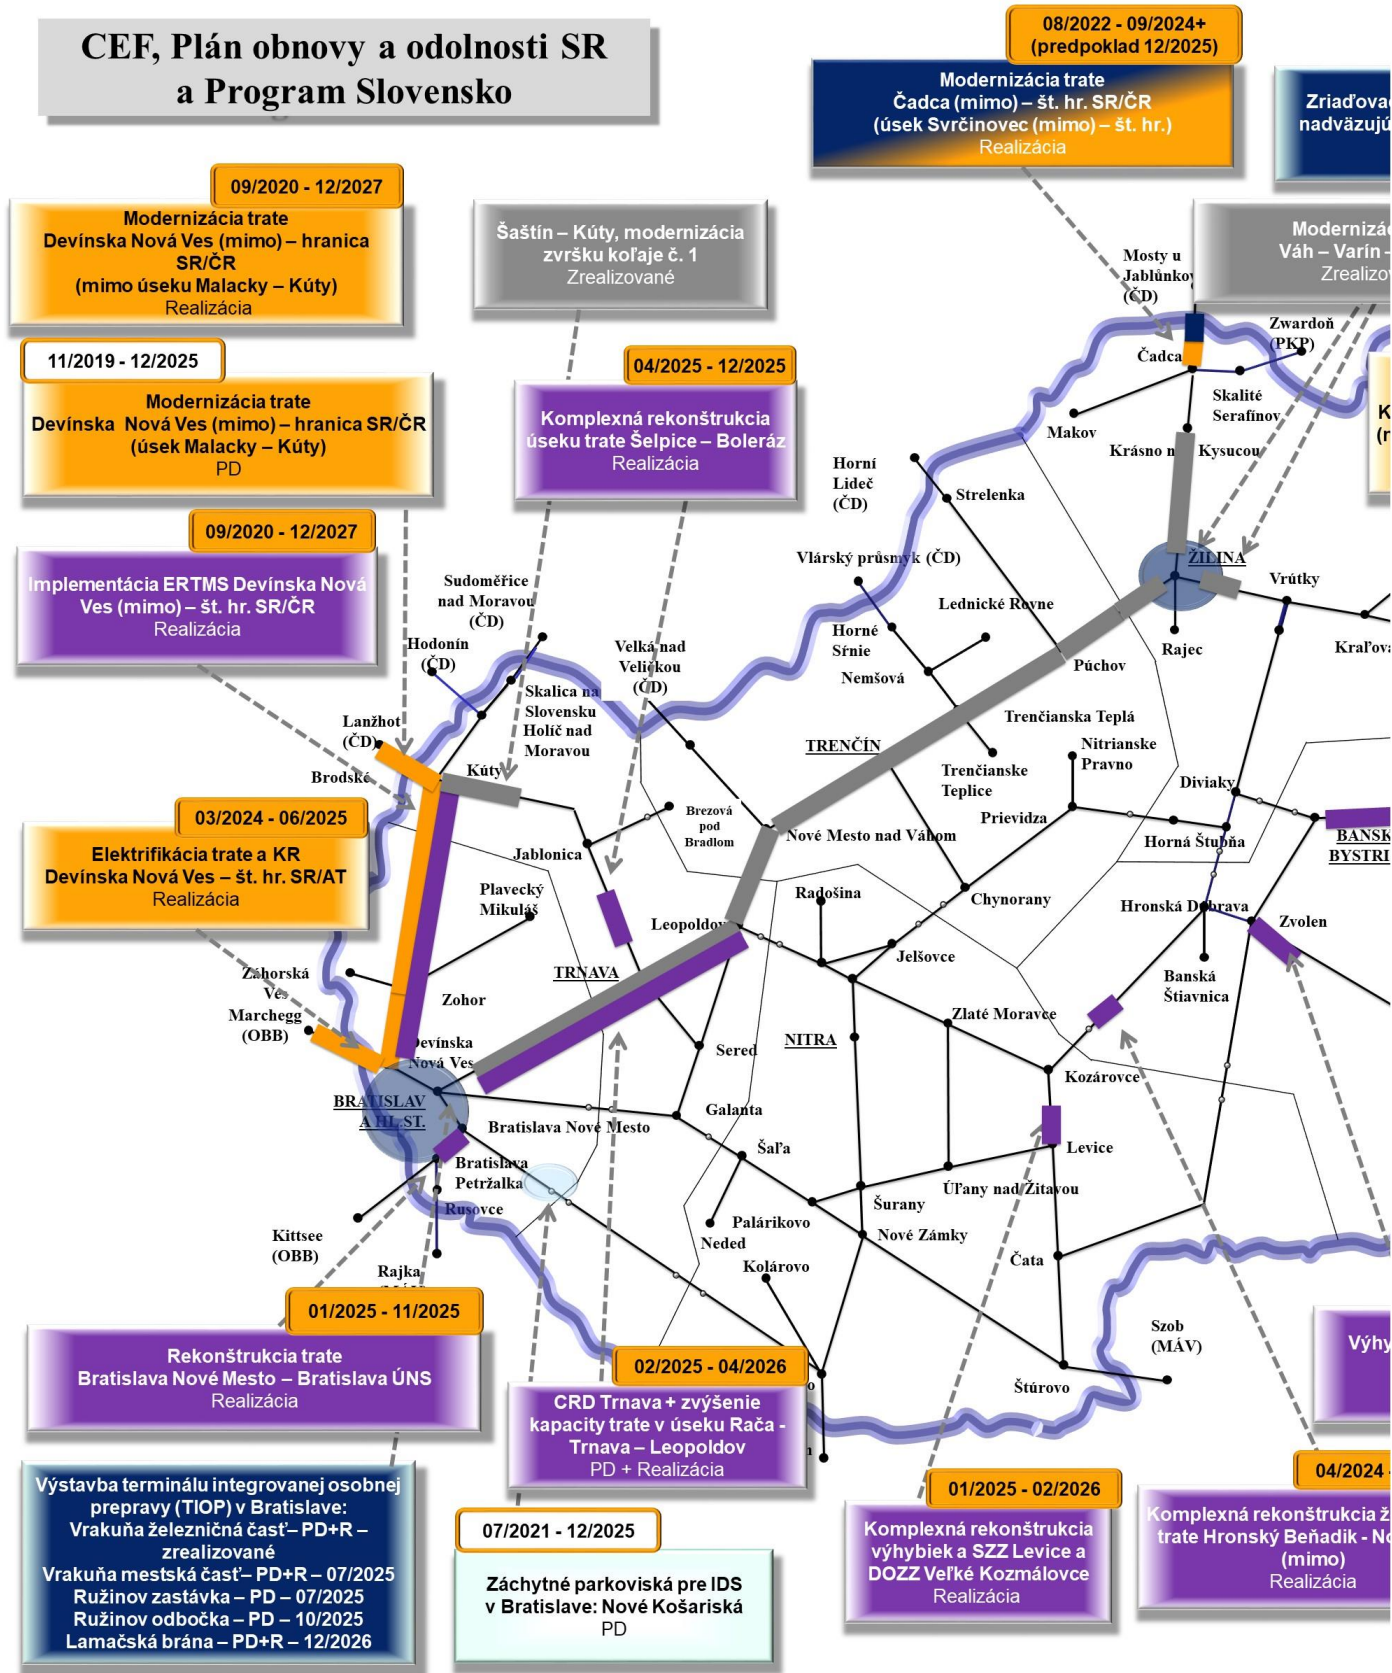 CEF, Plán obnovy a odolnosti SR
a Program Slovensko
08/2022 - 09/2024+
(predpoklad 12/2025)
Modernizácia trate
Čadca (mimo) – št. hr. SR/ČR
(úsek Svrčinovec (mimo) – št. hr.)
Realizácia
09/2020 - 12/2027
Modernizácia trate
Devínska Nová Ves (mimo) – hranica
SR/ČR
(mimo úseku Malacky – Kúty)
Realizácia
Šaštín – Kúty, modernizácia
zvršku koľaje č. 1
Zrealizované
Váh – Varín –
11/2019 - 12/2025
Modernizácia trate
Devínska Nová Ves (mimo) – hranica SR/ČR
(úsek Malacky – Kúty)
PD
04/2025 - 12/2025
Komplexná rekonštrukcia
úseku trate Šelpice – Boleráz
Realizácia
09/2020 - 12/2027
Implementácia ERTMS Devínska Nová
Ves (mimo) – št. hr. SR/ČR
Realizácia
03/2024 - 06/2025
Elektrifikácia trate a KR
Devínska Nová Ves – št. hr. SR/AT
Realizácia
Mosty u
(ČD)
Zwardoň
(PKP)
Čadca
Skalité
Serafínov
Makov
Krásno n
Kysucou
Horní
Lideč
(ČD)
Strelenka
ŽILINA
Vlárský průsmyk (ČD)
Vrútky
Lednické Rovne
Horné
Sŕnie
Rajec
Púchov
Nemšová
Sudoměřice
nad Moravou
(ČD)
Hodonín
(ČD)
Velká nad
Veličkou
(ČD)
Skalica na
Slovensku
Holíč nad
Moravou
Lanžhot
(ČD)
Trenčianska Teplá
TRENČÍN
Nitrianske
Pravno
Trenčianske
Teplice
Kúty
Brodské
Diviaky
Brezová
pod
Bradlom
Prievidza
Nové Mesto nad Váhom
Horná Štubňa
Jablonica
Plavecký
Mikuláš
Radošina
Chynorany
Hronská Dúbrava
Leopoldov
Zvolen
Jelšovce
TRNAVA
Záhorská
Ves
Zohor
Banská
Štiavnica
Marchegg
(OBB)
Zlaté Moravce
Devínska
Nová Ves
Sereď
NITRA
Kozárovce
BRATISLAV
A HL.ST.
Galanta
Bratislava Nové Mesto
Šaľa
Levice
Bratislava
Petržalka
Úľany nad Žitavou
Rusovce
Šurany
Palárikovo
Nové Zámky
Kittsee
(OBB)
Neded
Čata
Kolárovo
Rajka
Szob
(MÁV)
Štúrovo
01/2025 - 11/2025
Rekonštrukcia trate
Bratislava Nové Mesto – Bratislava ÚNS
Realizácia
02/2025 - 04/2026
CRD Trnava + zvýšenie
kapacity trate v úseku Rača -
Trnava – Leopoldov
PD + Realizácia
Výstavba terminálu integrovanej osobnej
prepravy (TIOP) v Bratislave:
Vrakuňa železničná časť– PD+R –
zrealizované
Vrakuňa mestská časť– PD+R – 07/2025
Ružinov zastávka – PD – 07/2025
Ružinov odbočka – PD – 10/2025
Lamačská brána – PD+R – 12/2026
07/2021 - 12/2025
Záchytné parkoviská pre IDS
v Bratislave: Nové Košariská
PD
01/2025 - 02/2026
Komplexná rekonštrukcia
výhybiek a SZZ Levice a
DOZZ Veľké Kozmálovce
Realizácia
04/2024 -
Komplexná rekonštrukcia
trate Hronský Beňadik -
(mimo)
Realizácia